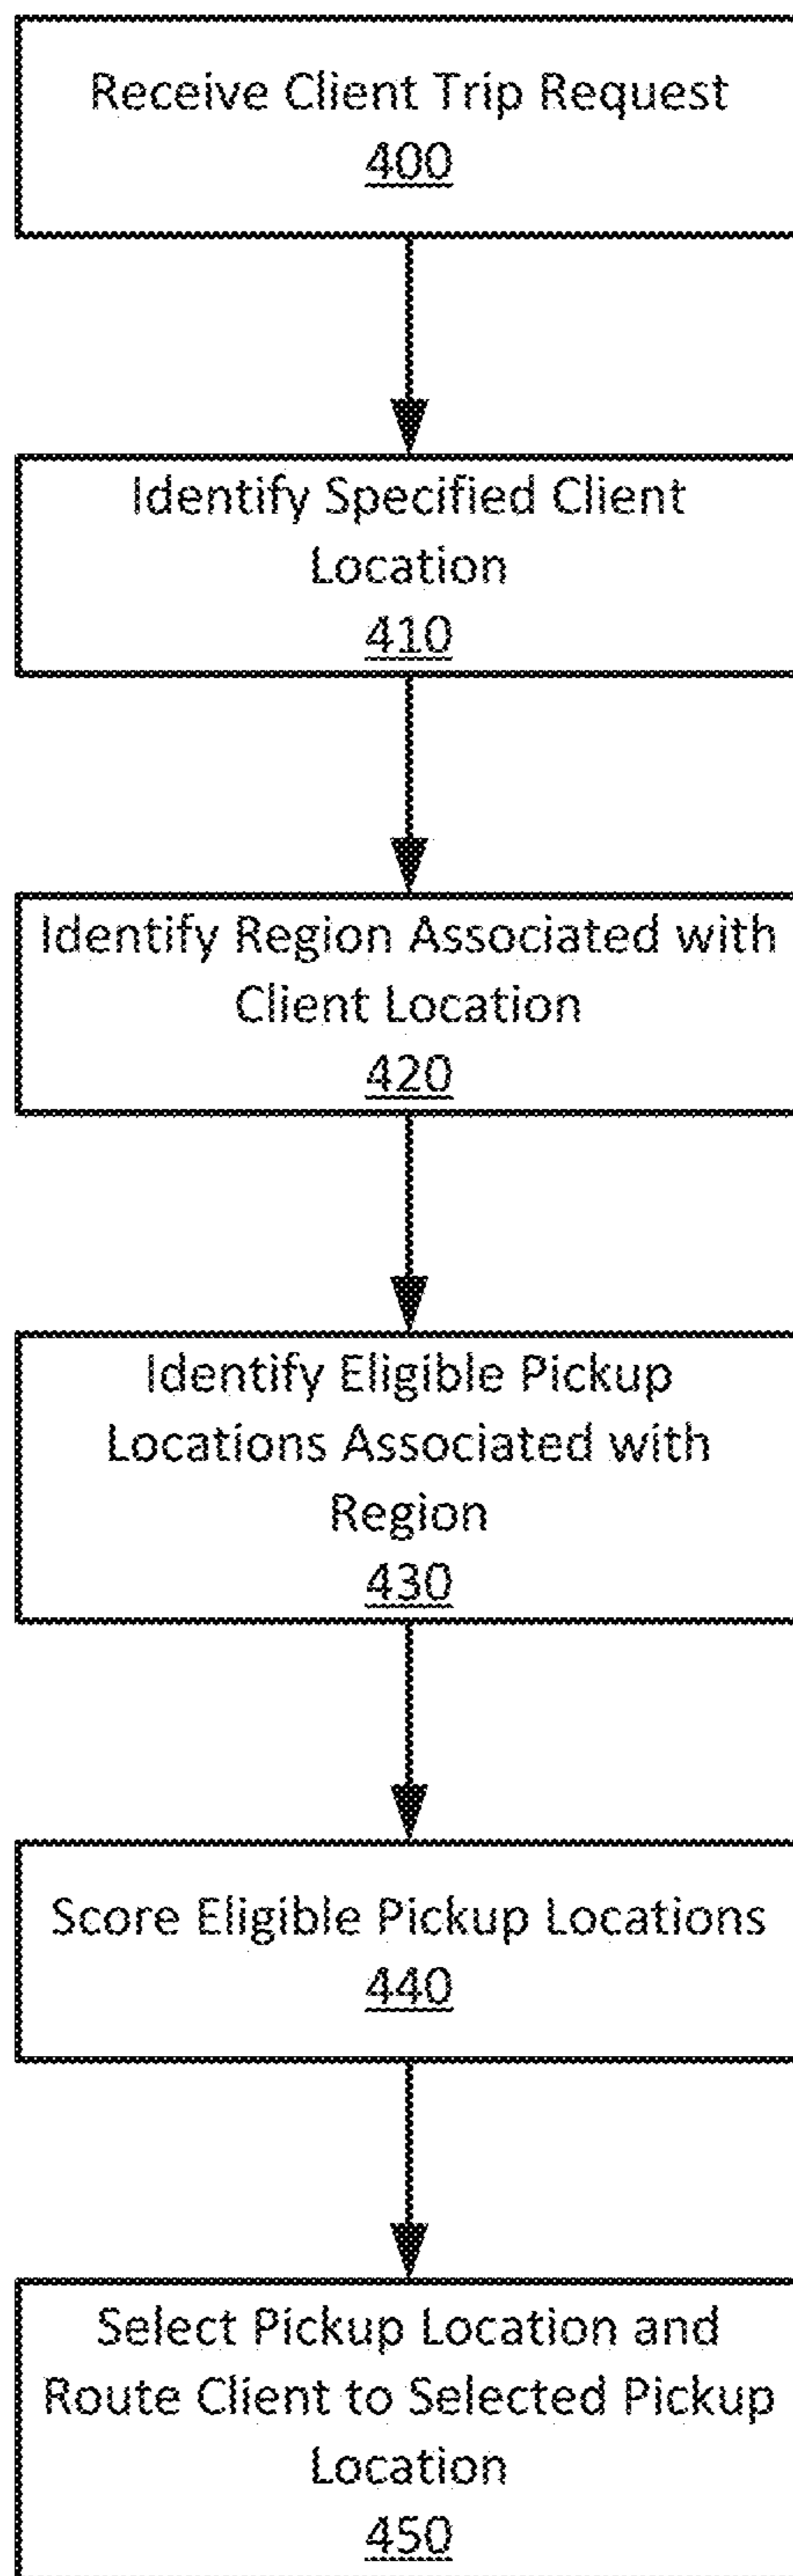 Receive Client Trip Request
400
Identify Specified Client
Location
410
Identify Region Associated with
Client Location
420
Identify Eligible Pickup
Locations Associated with
Region
430
Score Eligible Pickup Locations
440
Select Pickup Location and
Route Client to Selected Pickup
Location
450